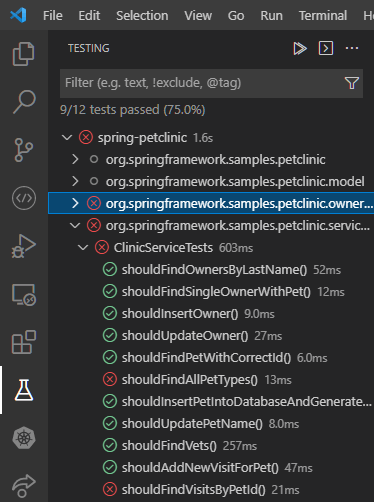 File Edit Selection View Go Run Terminal H
TESTING
Filter (e.g. text, !exclude, @tag)
9/12 tests passed (75.0%)
spring-petclinic 1.6s
org.springframework.samples.petclinic
org.springframework.samples.petclinic.model
org.springframework.samples.petclinic.owner...
org.springframework.samples.petclinic.servic...
ClinicServiceTests 603ms
shouldFindOwnersByLastName() 52ms
shouldFindSingleOwnerWithPet() 12ms
shouldInsertOwner() 9.0ms
shouldUpdateOwner() 27ms
shouldFindPetWithCorrectId() 6.0ms
shouldFindAllPetTypes() 13ms
shouldInsertPetIntoDatabaseAndGenerate...
shouldUpdatePetName() 8.0ms
shouldFindVets() 257ms
shouldAddNewVisitForPet() 47ms
shouldFindVisitsByPetId() 21ms